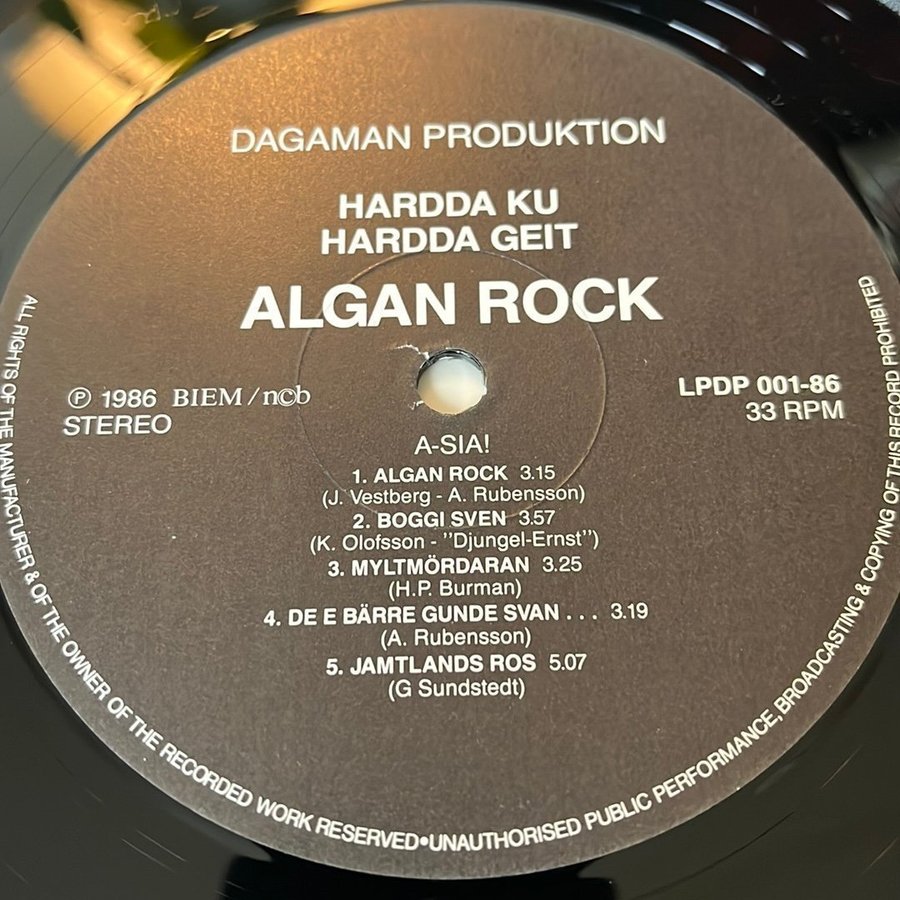 DAGAMAN PRODUKTION
HARDDA KU
HARDDA GEIT
ALGAN ROCK
℗ 1986 BIEM/n©b
STEREO
LPDP 001-86
33 RPM
A-SIA!
1. ALGAN ROCK 3.15
(J. Vestberg - A. Rubensson)
2. BOGGI SVEN 3.57
(K. Olofsson - ”Djungel-Ernst”)
3. MYLTMÖRDARAN 3.25
(H.P. Burman)
4. DE E BÄRRE GUNDE SVAN . . . 3.19
(A. Rubensson)
5. JAMTLANDS ROS 5.07
(G Sundstedt)
ALL RIGHTS OF THE MANUFACTURER & OF THE OWNER OF THE RECORDED WORK RESERVED•UNAUTHORISED PUBLIC PERFORMANCE, BROADCASTING & COPYING OF THIS RECORD PROHIBITED